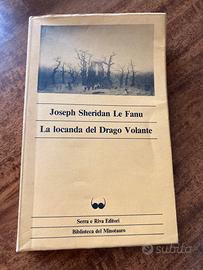 Joseph Sheridan Le Fanu
La locanda del Drago Volante
Serra e Riva Editori
Biblioteca del Minotauro
subito